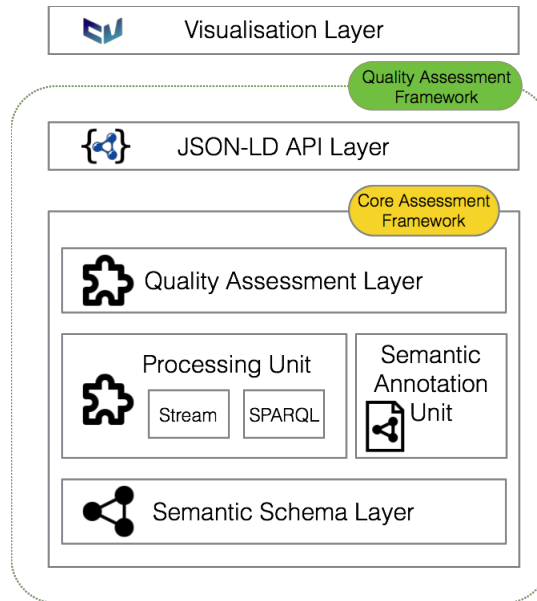 Visualisation Layer
Quality Assessment
Framework
{ } JSON-LD API Layer
Core Assessment
Framework
Quality Assessment Layer
Processing Unit
Stream
SPARQL
Semantic
Annotation
Unit
Semantic Schema Layer